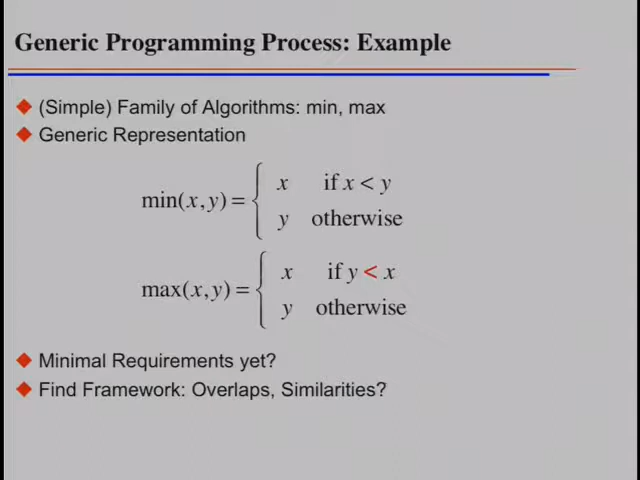 Generic Programming Process: Example
(Simple) Family of Algorithms: min, max
Generic Representation
min(x, y) = { x if x < y
y otherwise
max(x, y) = { x if y < x
y otherwise
Minimal Requirements yet?
Find Framework: Overlaps, Similarities?